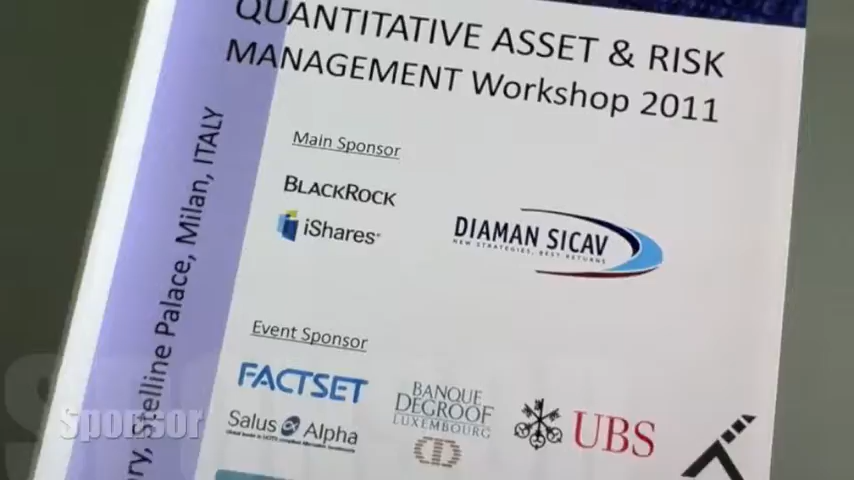 QUANTITATIVE ASSET & RISK
MANAGEMENT Workshop 2011
Stelline Palace, Milan, ITALY
Main Sponsor
BLACKROCK
iShares®
DIAMAN SICAV
NEW STRATEGIES, BEST RETURNS
Event Sponsor
FACTSET
Salus Alpha
BANQUE
DEGROOF
LUXEMBOURG
UBS
Sponsor